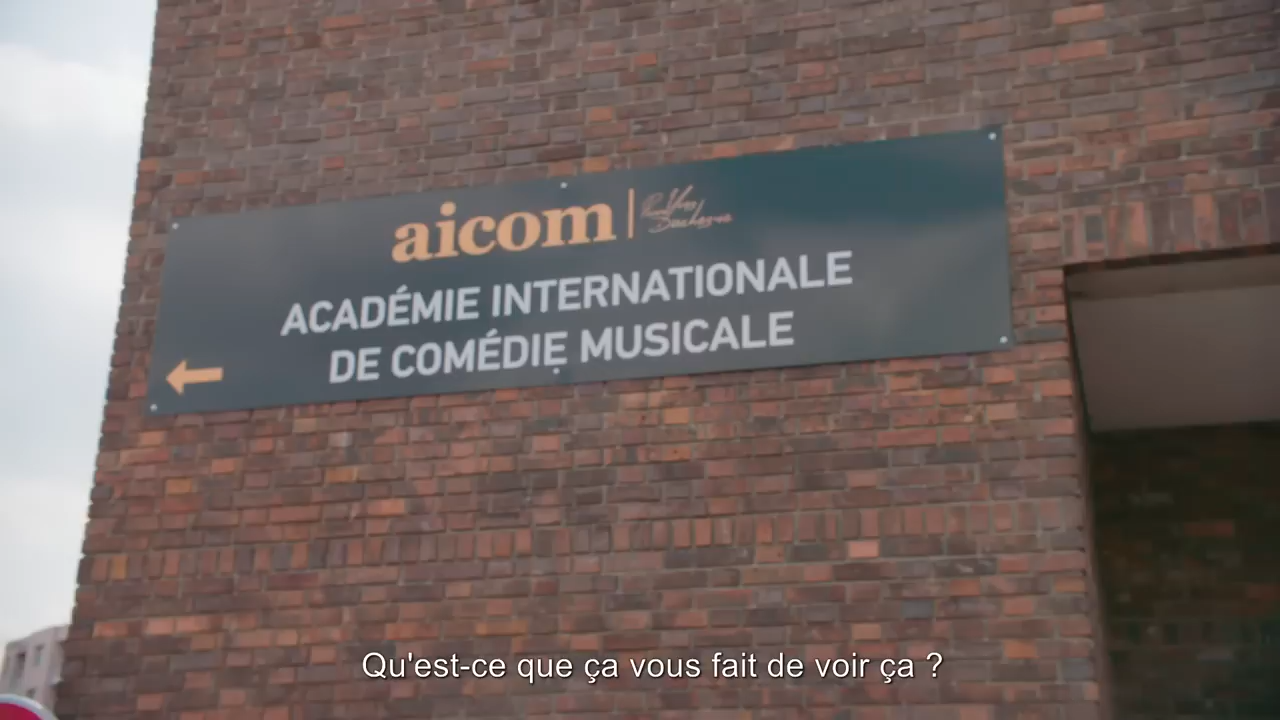 aicom
ACADÉMIE INTERNATIONALE
DE COMÉDIE MUSICALE
Qu'est-ce que ça vous fait de voir ça ?